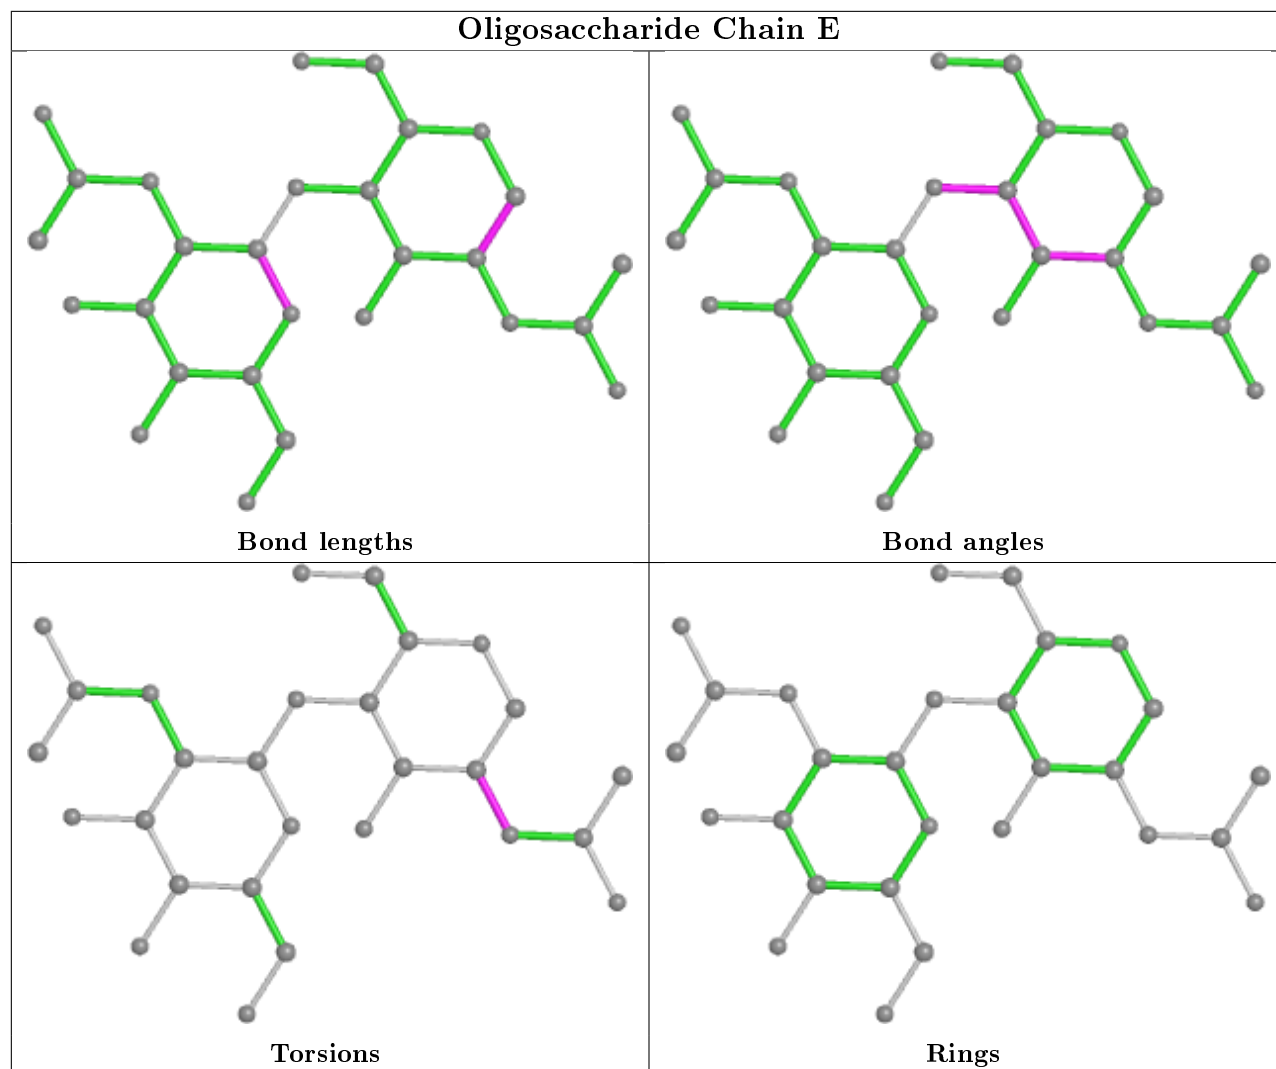 Oligosaccharide Chain E
Bond lengths
Bond angles
Torsions
Rings